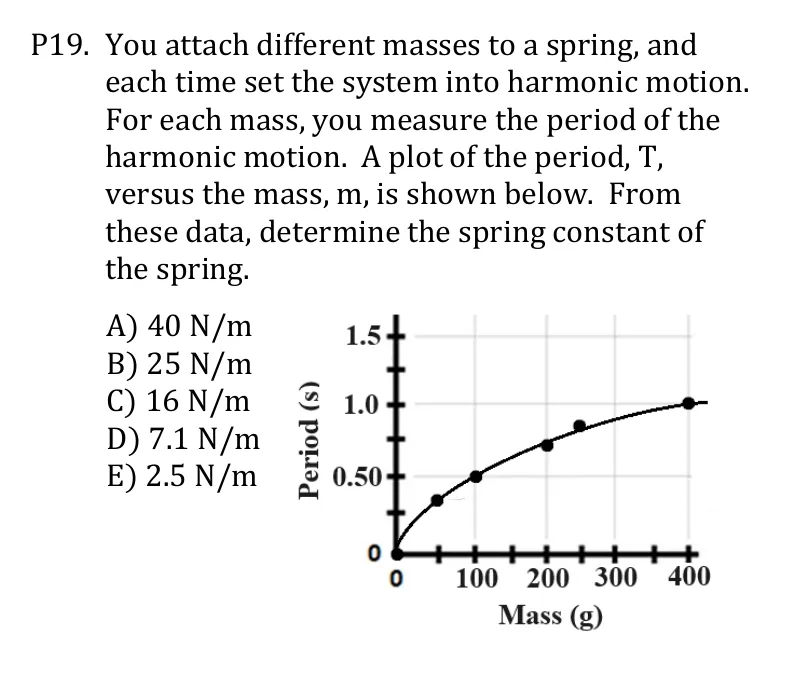 P19. You attach different masses to a spring, and
each time set the system into harmonic motion.
For each mass, you measure the period of the
harmonic motion. A plot of the period, T,
versus the mass, m, is shown below. From
these data, determine the spring constant of
the spring.
A) 40 N/m
B) 25 N/m
C) 16 N/m
D) 7.1 N/m
E) 2.5 N/m
Period (s)
1.5
1.0
0.50
0
0 100 200 300 400
Mass (g)